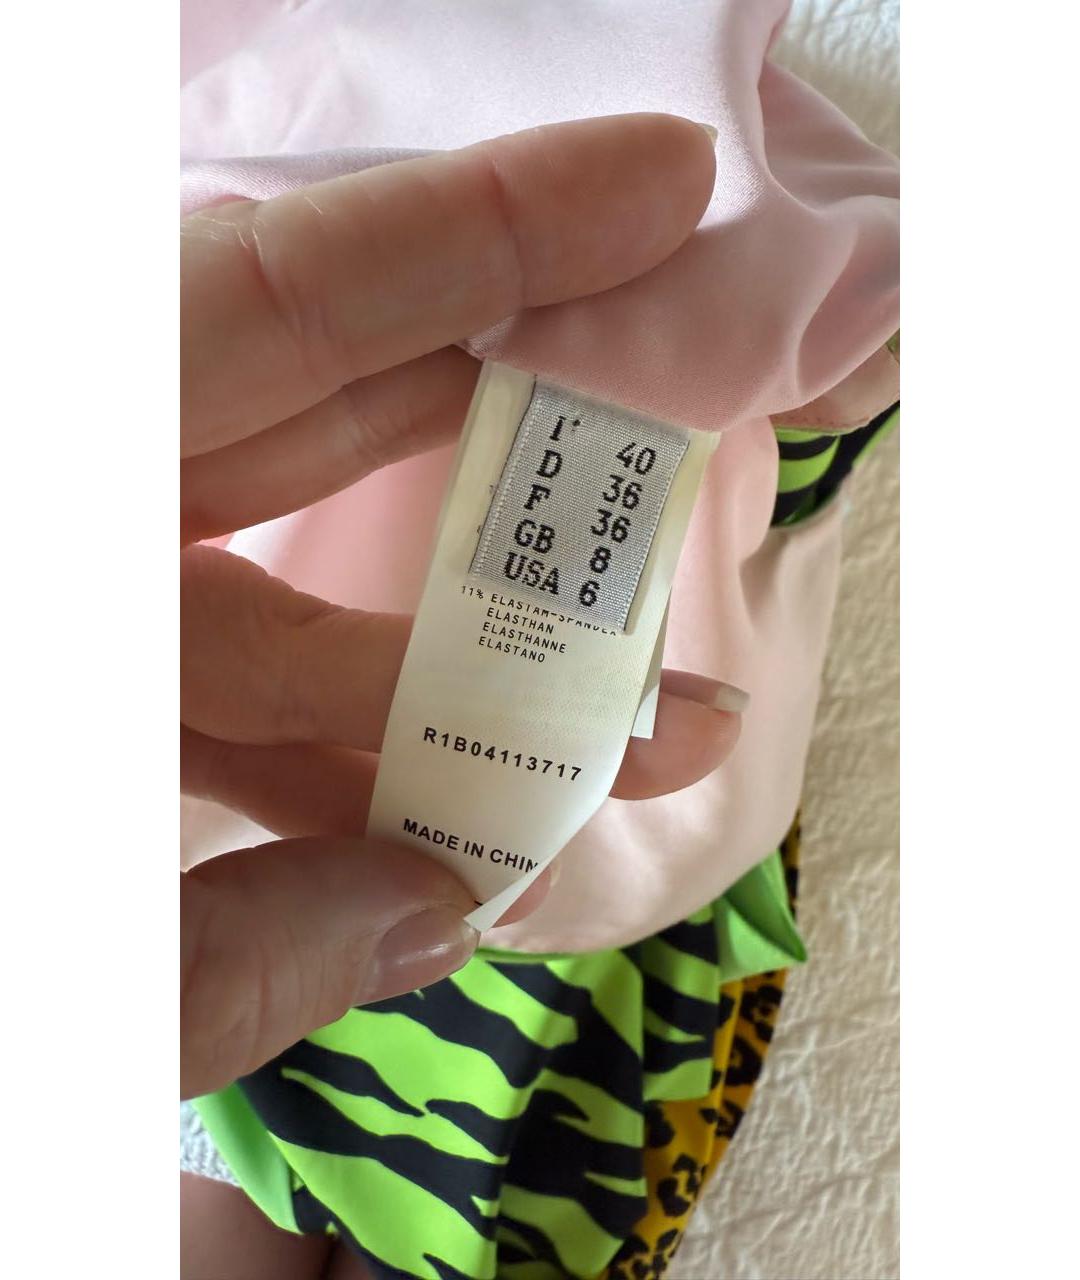 I 40
D 36
F 36
GB 8
USA 6
11% ELASTAM-SPANDEX
ELASTHAN
ELASTHANNE
ELASTANO
R1B04113717
MADE IN CHIN